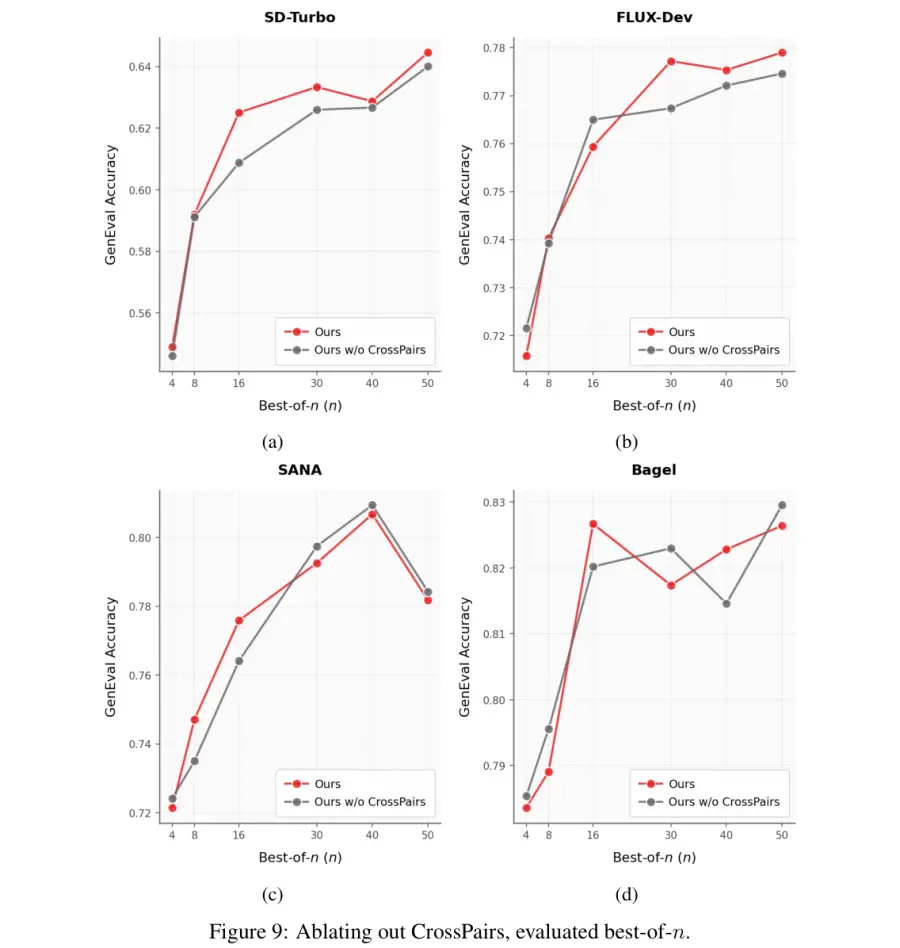 SD-Turbo
GenEval Accuracy
0.64
0.62
0.60
0.58
0.56
Ours
Ours w/o CrossPairs
4 8 16 30 40 50
Best-of-n (n)
(a)
FLUX-Dev
GenEval Accuracy
0.78
0.77
0.76
0.75
0.74
0.73
0.72
Ours
Ours w/o CrossPairs
4 8 16 30 40 50
Best-of-n (n)
(b)
SANA
GenEval Accuracy
0.80
0.78
0.76
0.74
0.72
Ours
Ours w/o CrossPairs
4 8 16 30 40 50
Best-of-n (n)
(c)
Bagel
GenEval Accuracy
0.83
0.82
0.81
0.80
0.79
Ours
Ours w/o CrossPairs
4 8 16 30 40 50
Best-of-n (n)
(d)
Figure 9: Ablating out CrossPairs, evaluated best-of-n.